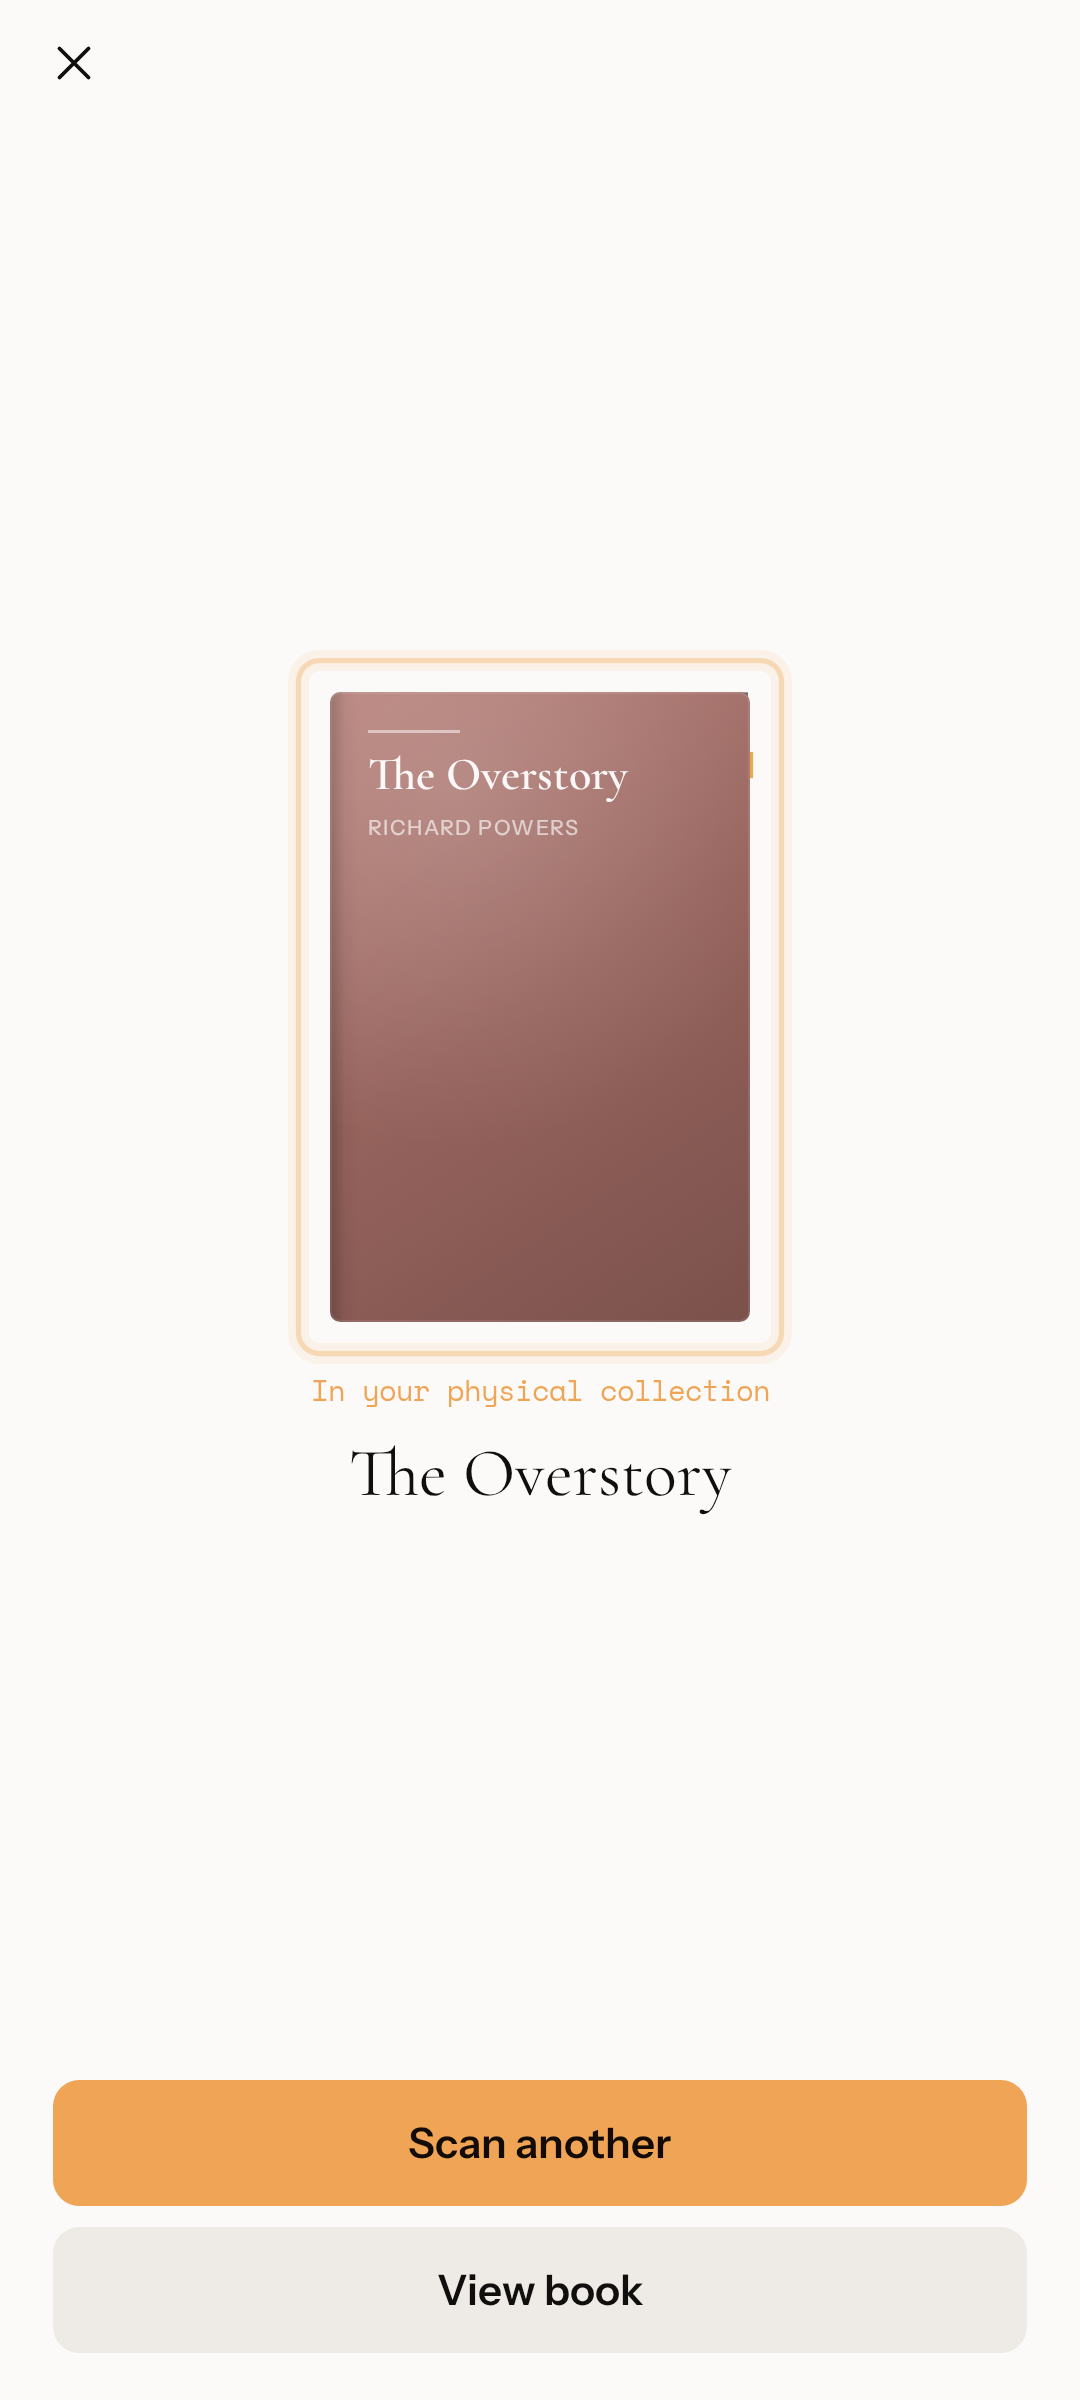 The Overstory
RICHARD POWERS
In your physical collection
The Overstory
Scan another
View book